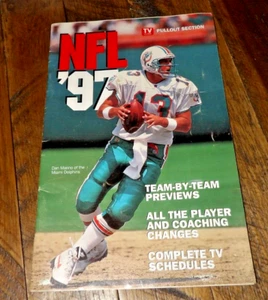 TV PULLOUT SECTION
NFL
'97
13
Dan Marino of the
Miami Dolphins
TEAM-BY-TEAM
PREVIEWS
ALL THE PLAYER
AND COACHING
CHANGES
COMPLETE TV
SCHEDULES